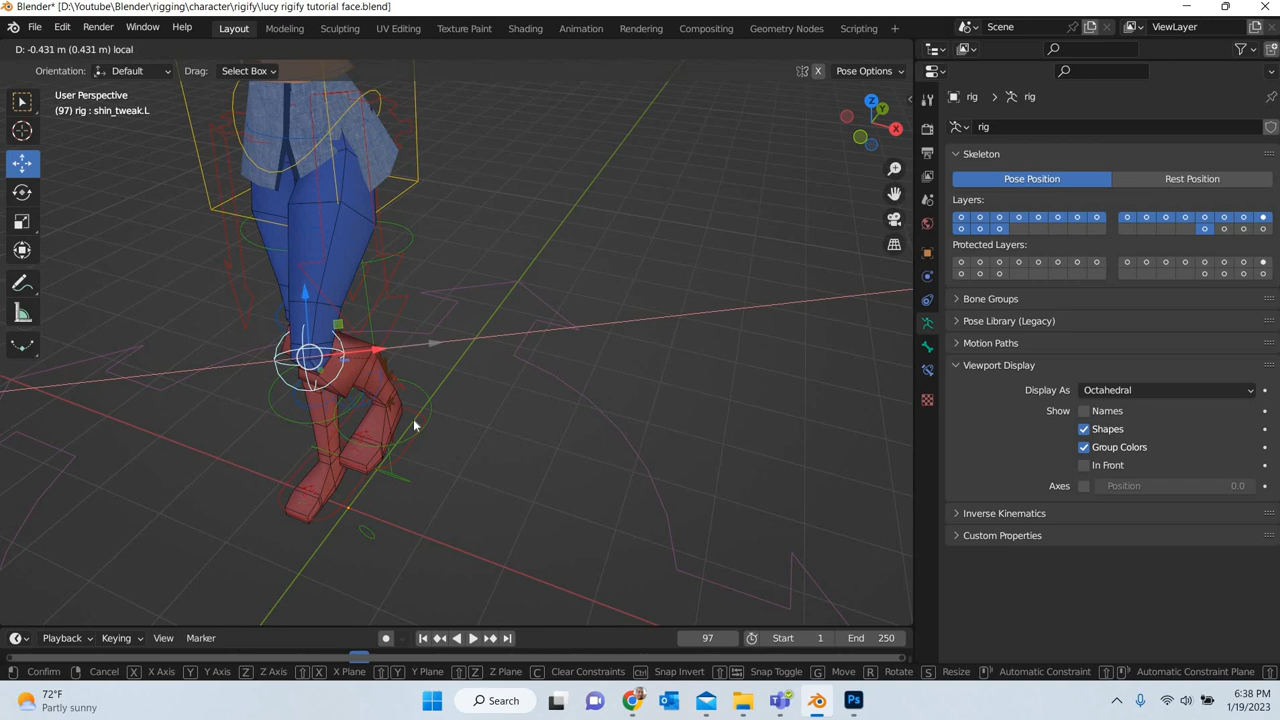 Blender* [D:\Youtube\Blender\rigging\character\rigify\lucy rigify tutorial face.blend]
File Edit Render Window Help Layout Modeling Sculpting UV Editing Texture Paint Shading Animation Rendering Compositing Geometry Nodes Scripting + Scene ViewLayer
D: -0.431 m (0.431 m) local
Orientation: Default Drag: Select Box X Pose Options
User Perspective
(97) rig : shin_tweak.L
Z
Y
X
rig > rig
rig
Skeleton
Pose Position Rest Position
Layers:
Protected Layers:
Bone Groups
Pose Library (Legacy)
Motion Paths
Viewport Display
Display As Octahedral
Show Names
Shapes
Group Colors
In Front
Axes Position 0.0
Inverse Kinematics
Custom Properties
Playback Keying View Marker 97 Start 1 End 250
Confirm Cancel X X Axis Y Y Axis Z Z Axis X X Plane Y Y Plane Z Z Plane C Clear Constraints Ctrl Snap Invert Snap Toggle G Move R Rotate S Resize Automatic Constraint Automatic Constraint Plane
72°F
Partly sunny
Search
Ps
6:38 PM
1/19/2023